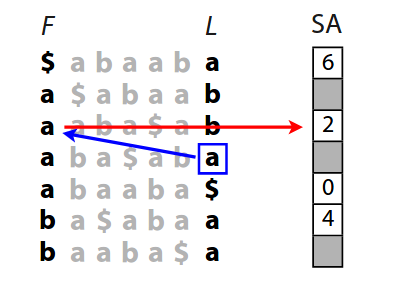 F L SA
$ a b a a b a 6
a $ a b a a b
a a b a $ a b 2
a b a $ a b a
a b a a b a $ 0
b a $ a b a a 4
b a a b a $ a